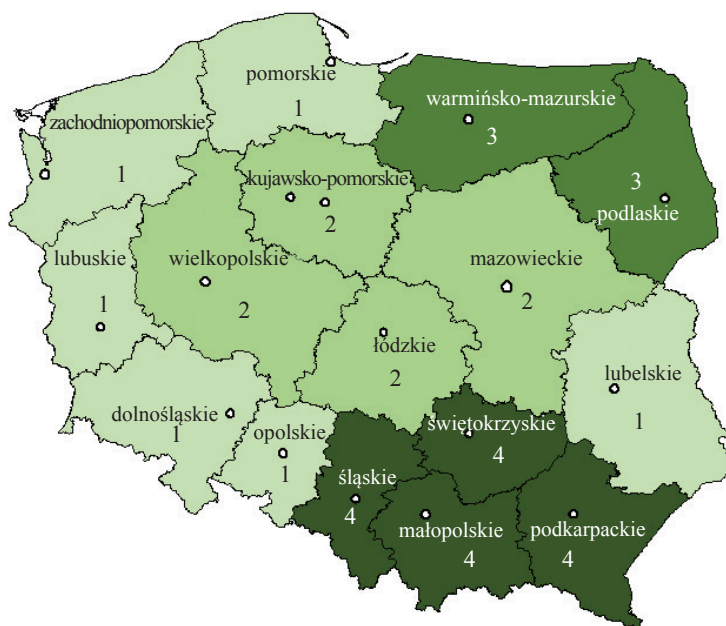 pomorskie
1
warmińsko-mazurskie
3
zachodniopomorskie
1
kujawsko-pomorskie
2
3
podlaskie
lubuskie
1
wielkopolskie
2
mazowieckie
2
łódzkie
2
lubelskie
1
dolnośląskie
1
opolskie
1
świętokrzyskie
4
śląskie
4
małopolskie
4
podkarpackie
4